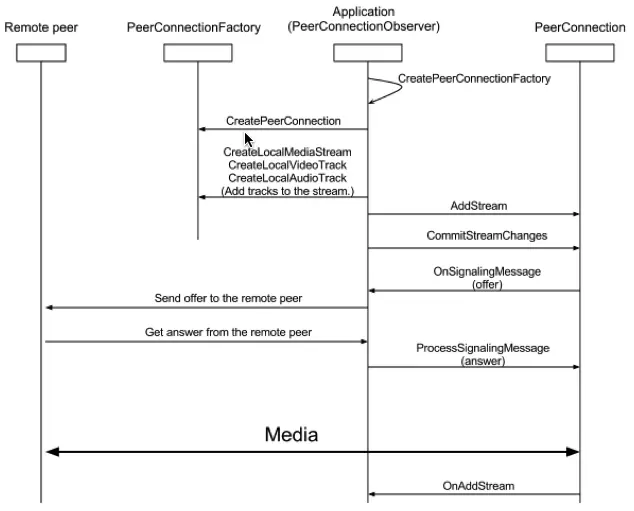 Remote peer
PeerConnectionFactory
Application
(PeerConnectionObserver)
PeerConnection
CreatePeerConnectionFactory
CreatePeerConnection
CreateLocalMediaStream
CreateLocalVideoTrack
CreateLocalAudioTrack
(Add tracks to the stream.)
AddStream
CommitStreamChanges
OnSignalingMessage
(offer)
Send offer to the remote peer
Get answer from the remote peer
ProcessSignalingMessage
(answer)
Media
OnAddStream